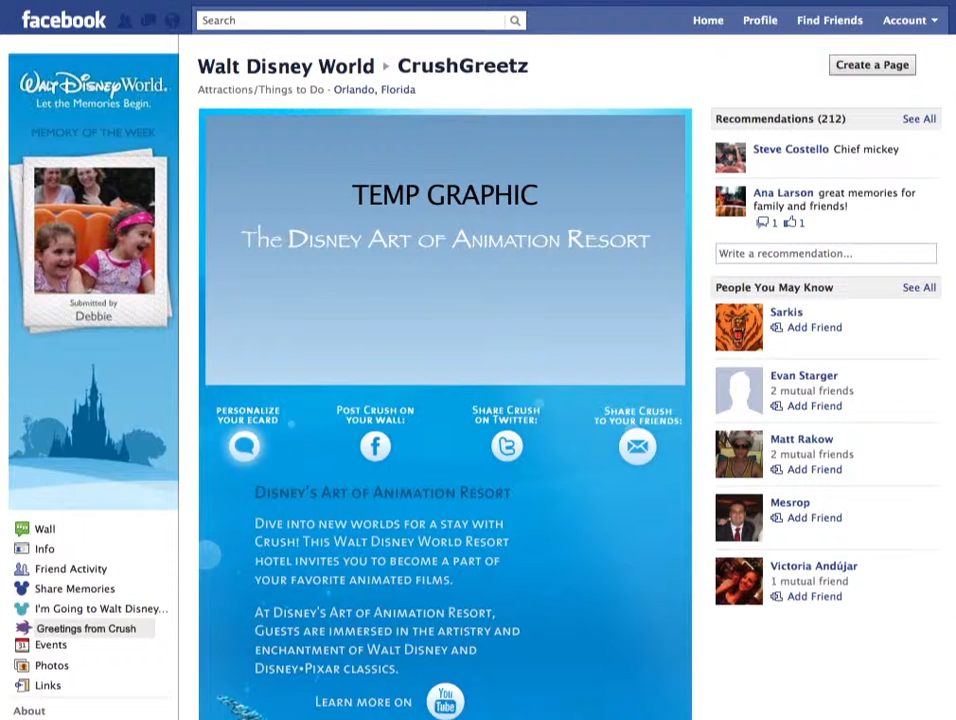 facebook
Search
Home
Profile
Find Friends
Account
Walt Disney World.
Let the Memories Begin.
MEMORY OF THE WEEK
Submitted by
Debbie
Wall
Info
Friend Activity
Share Memories
I'm Going to Walt Disney...
Greetings from Crush
31
Events
Photos
Links
About
Walt Disney World
CrushGreetz
Attractions/Things to Do · Orlando, Florida
TEMP GRAPHIC
The Disney Art of Animation Resort
PERSONALIZE
YOUR ECARD
POST CRUSH ON
YOUR WALL:
f
SHARE CRUSH
ON TWITTER:
t
SHARE CRUSH
TO YOUR FRIENDS:
DISNEY'S ART OF ANIMATION RESORT
DIVE INTO NEW WORLDS FOR A STAY WITH
CRUSH! THIS WALT DISNEY WORLD RESORT
HOTEL INVITES YOU TO BECOME A PART OF
YOUR FAVORITE ANIMATED FILMS.
AT DISNEY'S ART OF ANIMATION RESORT,
GUESTS ARE IMMERSED IN THE ARTISTRY AND
ENCHANTMENT OF WALT DISNEY AND
DISNEY•PIXAR CLASSICS.
LEARN MORE ON
You
Tube
Create a Page
Recommendations (212)
See All
Steve Costello Chief mickey
Ana Larson great memories for
family and friends!
1 1
Write a recommendation...
People You May Know
See All
Sarkis
Add Friend
Evan Starger
2 mutual friends
Add Friend
Matt Rakow
2 mutual friends
Add Friend
Mesrop
Add Friend
Victoria Andújar
1 mutual friend
Add Friend